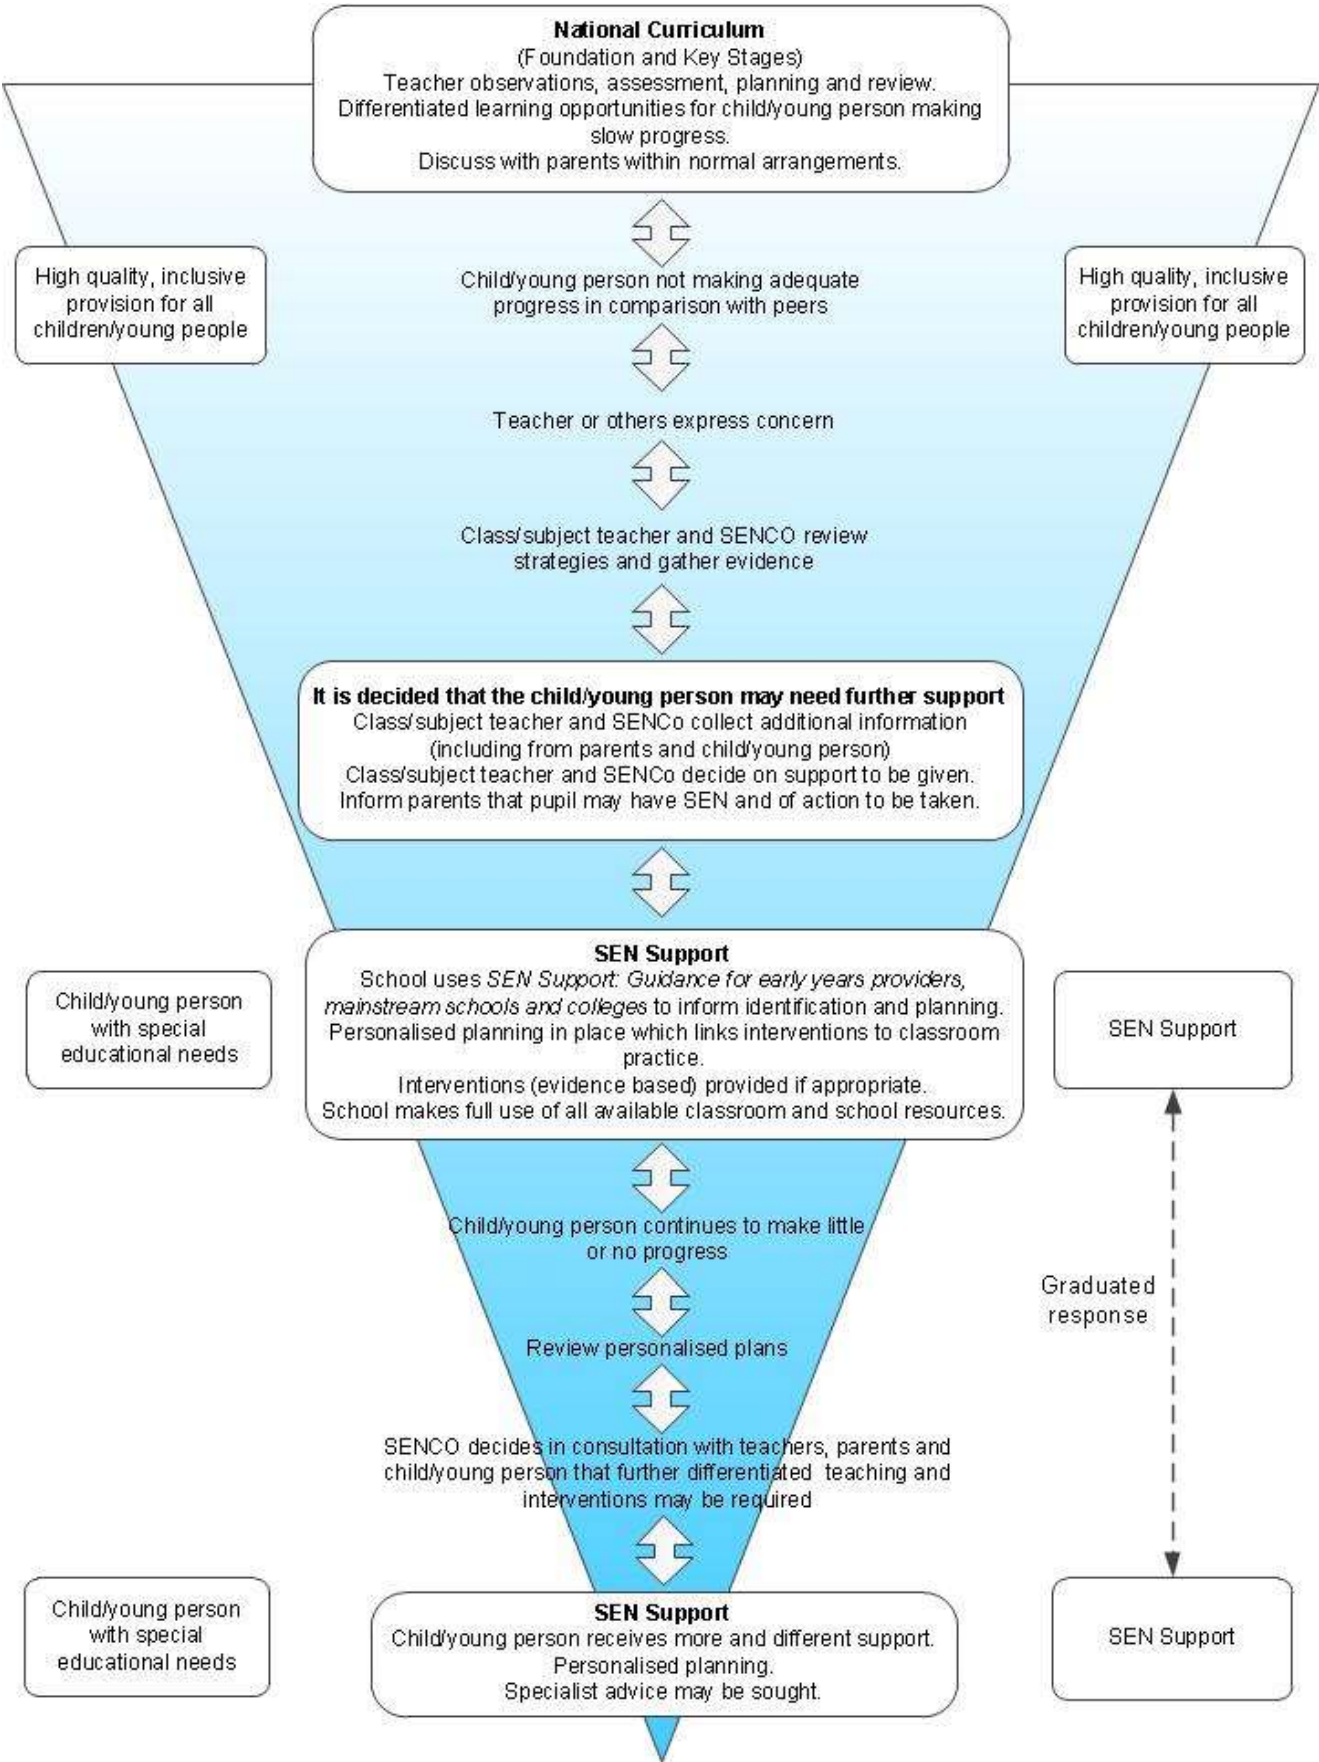 National Curriculum
(Foundation and Key Stages)
Teacher observations, assessment, planning and review.
Differentiated learning opportunities for child/young person making
slow progress.
Discuss with parents within normal arrangements.
High quality, inclusive
provision for all
children/young people
High quality, inclusive
provision for all
children/young people
Child/young person not making adequate
progress in comparison with peers
Teacher or others express concern
Class/subject teacher and SENCO review
strategies and gather evidence
It is decided that the child/young person may need further support
Class/subject teacher and SENCo collect additional information
(including from parents and child/young person)
Class/subject teacher and SENCo decide on support to be given.
Inform parents that pupil may have SEN and of action to be taken.
SEN Support
School uses SEN Support: Guidance for early years providers,
mainstream schools and colleges to inform identification and planning.
Personalised planning in place which links interventions to classroom
practice.
Interventions (evidence based) provided if appropriate.
School makes full use of all available classroom and school resources.
Child/young person
with special
educational needs
SEN Support
Child/young person continues to make little
or no progress
Graduated
response
Review personalised plans
SENCO decides in consultation with teachers, parents and
child/young person that further differentiated teaching and
interventions may be required
Child/young person
with special
educational needs
SEN Support
Child/young person receives more and different support.
Personalised planning.
Specialist advice may be sought.
SEN Support